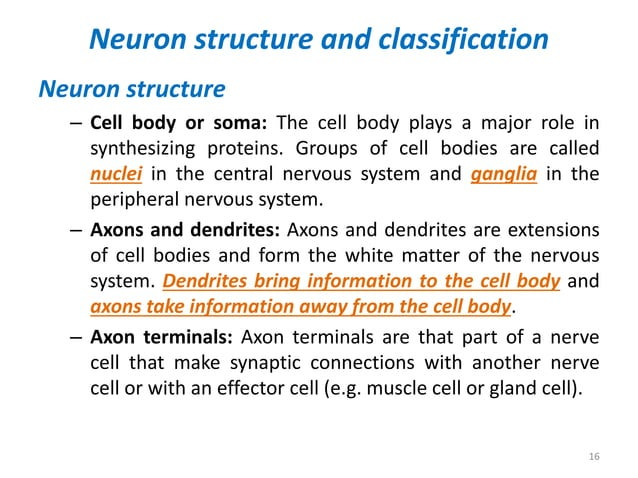 Neuron structure and classification
Neuron structure
– Cell body or soma: The cell body plays a major role in
synthesizing proteins. Groups of cell bodies are called
nuclei in the central nervous system and ganglia in the
peripheral nervous system.
– Axons and dendrites: Axons and dendrites are extensions
of cell bodies and form the white matter of the nervous
system. Dendrites bring information to the cell body and
axons take information away from the cell body.
– Axon terminals: Axon terminals are that part of a nerve
cell that make synaptic connections with another nerve
cell or with an effector cell (e.g. muscle cell or gland cell).
16